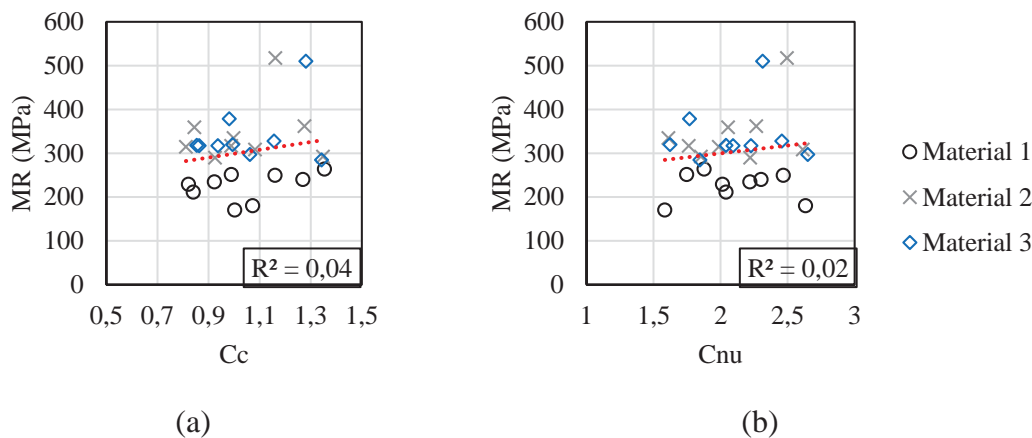 600
500
400
300
200
100
0
MR (MPa)
0,5 0,7 0,9 1,1 1,3 1,5
Cc
R² = 0,04
(a)
600
500
400
300
200
100
0
MR (MPa)
1 1,5 2 2,5 3
Cnu
R² = 0,02
(b)
Material 1
Material 2
Material 3